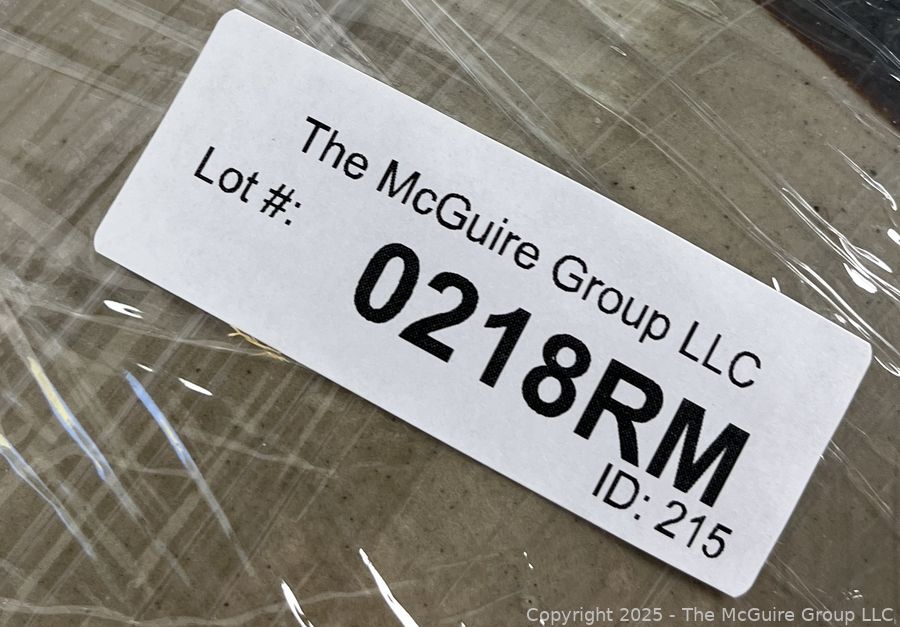 The McGuire Group LLC
Lot #:
0218RM
ID: 215
Copyright 2025 - The McGuire Group LLC